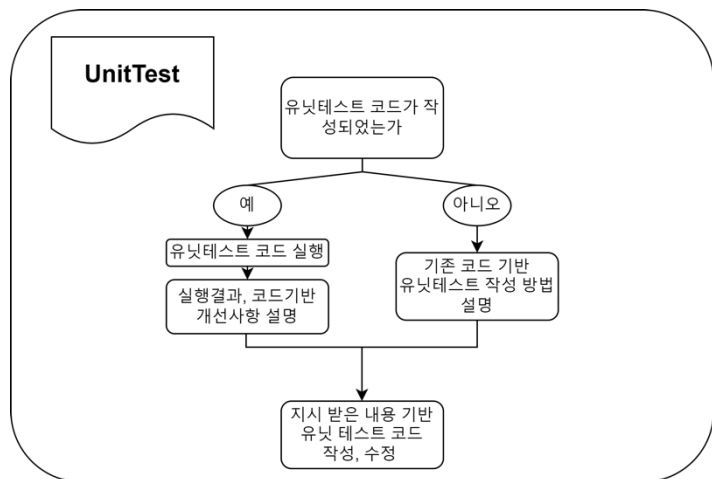 UnitTest
유닛테스트 코드가 작
성되었는가
예
아니오
유닛테스트 코드 실행
기존 코드 기반
유닛테스트 작성 방법
설명
실행결과, 코드기반
개선사항 설명
지시 받은 내용 기반
유닛 테스트 코드
작성, 수정